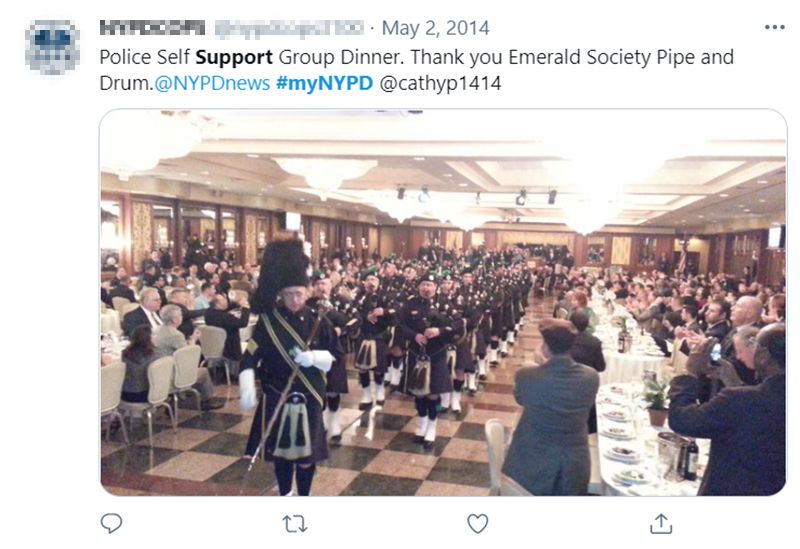 · May 2, 2014
Police Self Support Group Dinner. Thank you Emerald Society Pipe and
Drum.@NYPDnews #myNYPD @cathyp1414